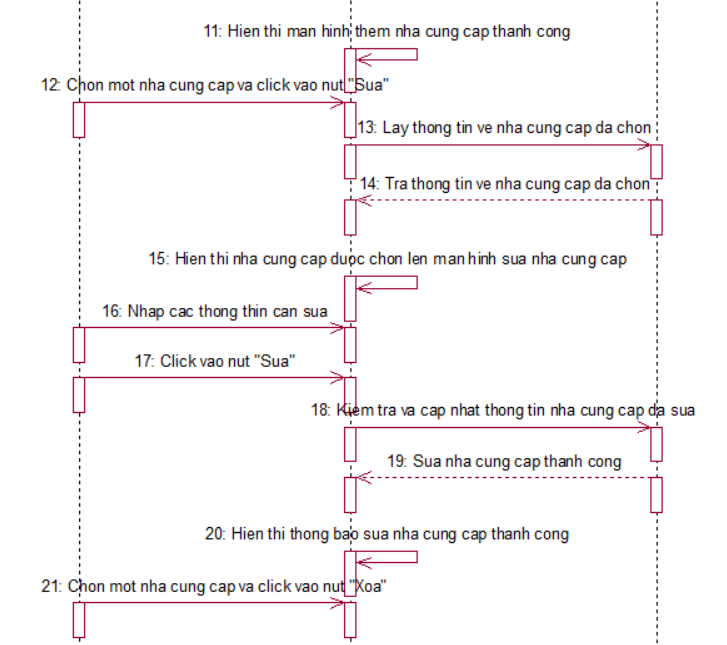 11: Hien thi man hinh them nha cung cap thanh cong
12: Chon mot nha cung cap va click vao nut "Sua"
13: Lay thong tin ve nha cung cap da chon
14: Tra thong tin ve nha cung cap da chon
15: Hien thi nha cung cap duoc chon len man hinh sua nha cung cap
16: Nhap cac thong thin can sua
17: Click vao nut "Sua"
18: Kiem tra va cap nhat thong tin nha cung cap da sua
19: Sua nha cung cap thanh cong
20: Hien thi thong bao sua nha cung cap thanh cong
21: Chon mot nha cung cap va click vao nut "Xoa"